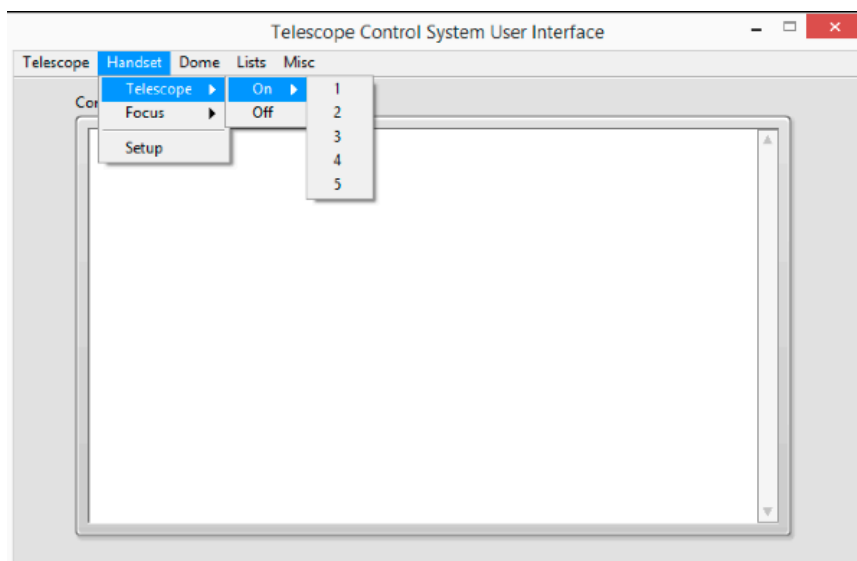 Telescope Control System User Interface
Telescope Handset Dome Lists Misc
Telescope On 1
Focus Off 2
Setup 3
4
5